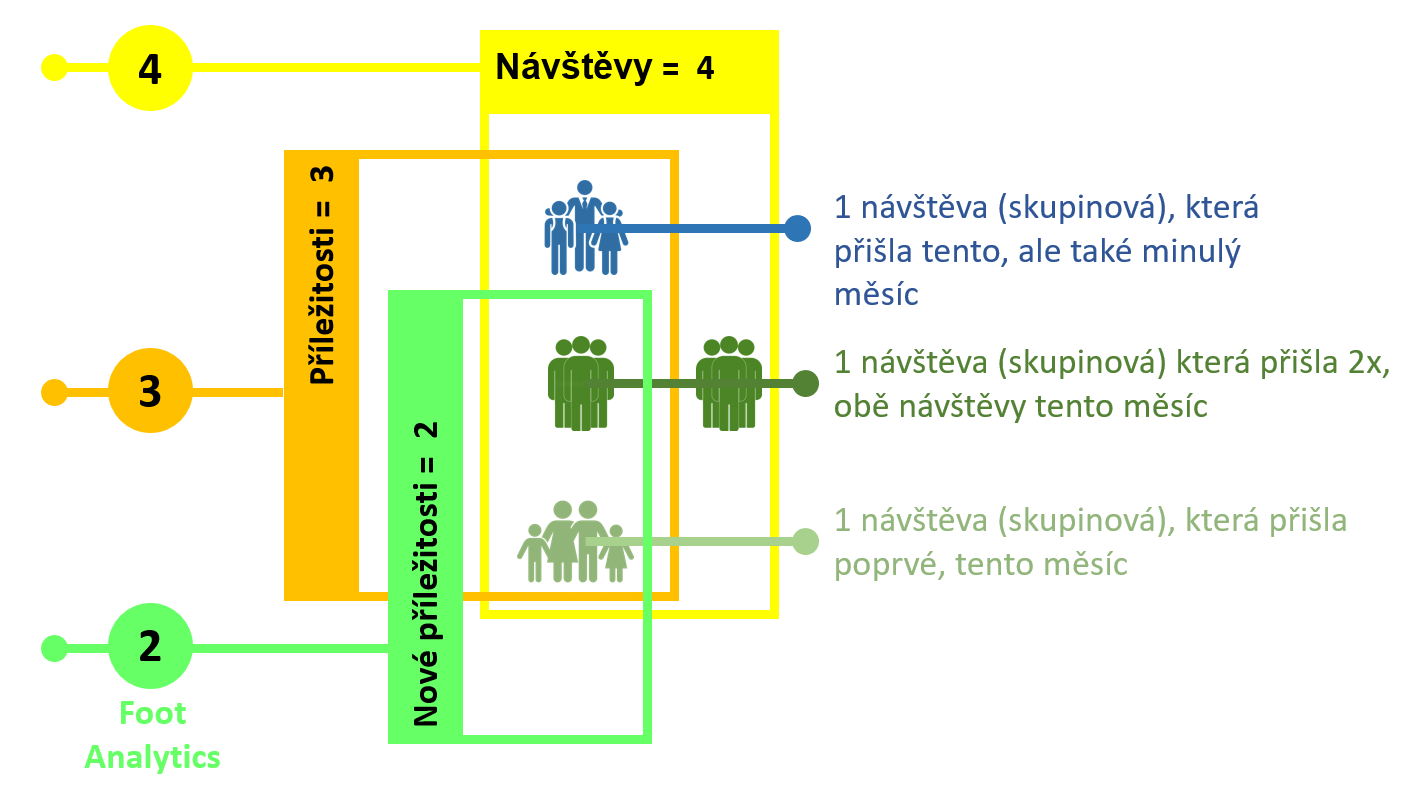 4
Návštěvy = 4
Příležitosti = 3
1 návštěva (skupinová), která
přišla tento, ale také minulý
měsíc
1 návštěva (skupinová) která přišla 2x,
obě návštěvy tento měsíc
3
Nové příležitosti = 2
1 návštěva (skupinová), která přišla
poprvé, tento měsíc
2
Foot
Analytics